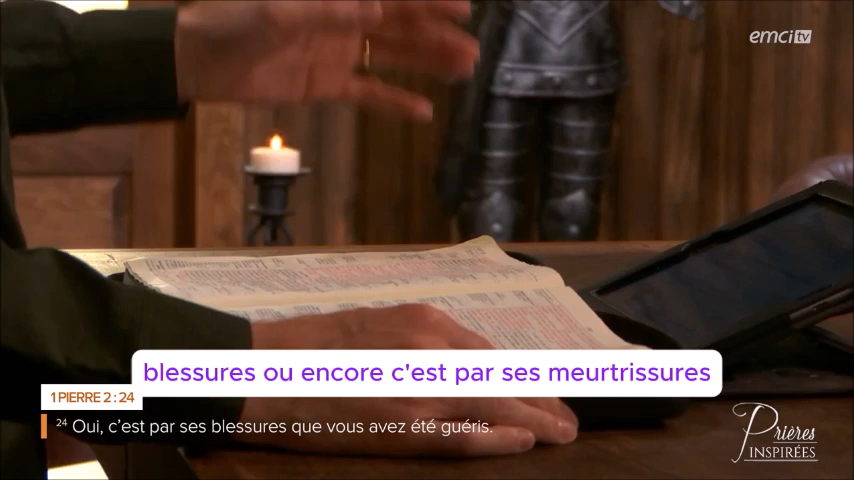 emci tv
blessures ou encore c'est par ses meurtrissures
1 PIERRE 2 : 24
24 Oui, c'est par ses blessures que vous avez été guéris.
Prières
INSPIRÉES